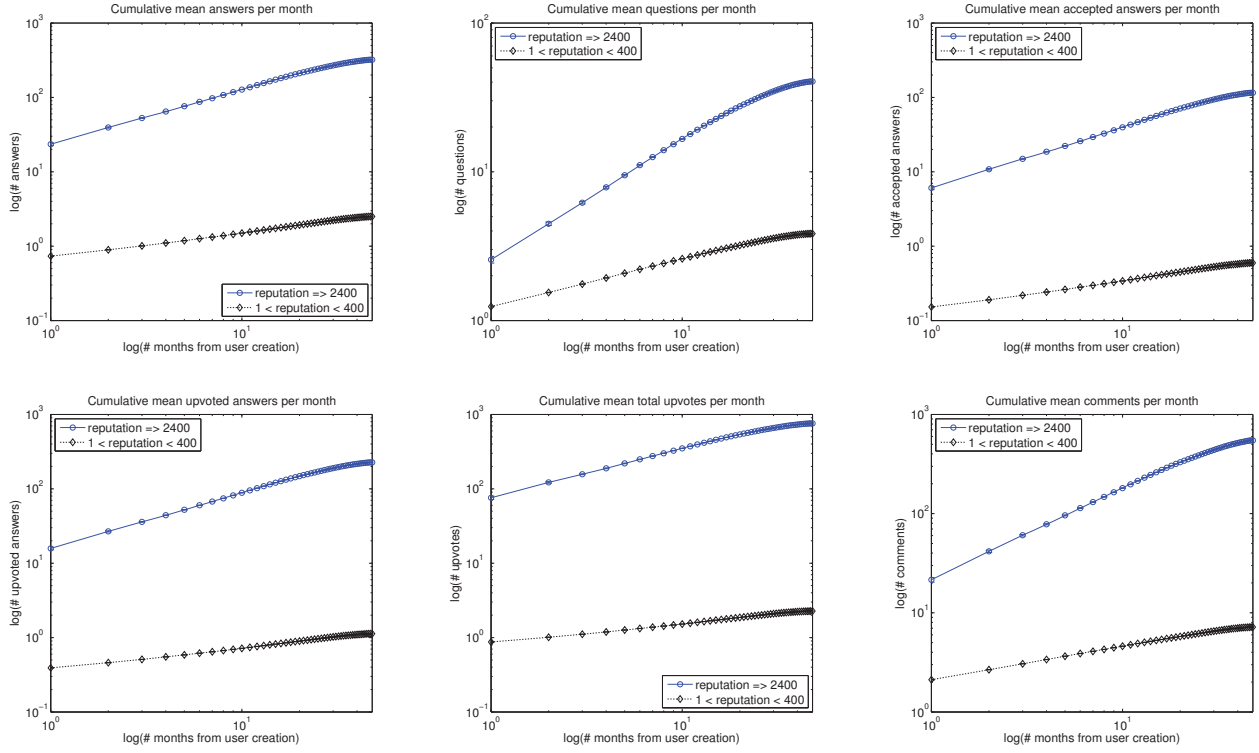 Cumulative mean answers per month
10^3
10^2
10^1
10^0
10^-1
log(# answers)
reputation => 2400
1 < reputation < 400
10^0
10^1
log(# months from user creation)
Cumulative mean questions per month
10^0
10^2
10^1
10^0
log(# questions)
reputation => 2400
1 < reputation < 400
10^0
10^1
log(# months from user creation)
Cumulative mean accepted answers per month
10^3
10^2
10^1
10^0
10^-1
log(# accepted answers)
reputation => 2400
1 < reputation < 400
10^0
10^1
log(# months from user creation)
Cumulative mean upvoted answers per month
10^3
10^2
10^1
10^0
10^-1
log(# upvoted answers)
reputation => 2400
1 < reputation < 400
10^0
10^1
log(# months from user creation)
Cumulative mean total upvotes per month
10^3
10^2
10^1
10^0
10^-1
log(# upvotes)
reputation => 2400
1 < reputation < 400
10^0
10^1
log(# months from user creation)
Cumulative mean comments per month
10^3
10^2
10^1
10^0
log(# comments)
reputation => 2400
1 < reputation < 400
10^0
10^1
log(# months from user creation)